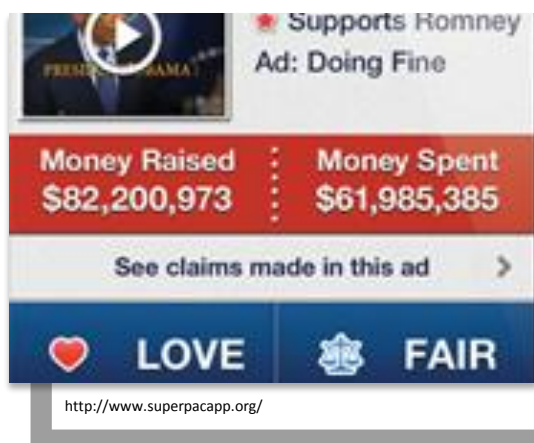 Supports Romney
PRESIDENT OBAMA
Ad: Doing Fine
Money Raised
$82,200,973
Money Spent
$61,985,385
See claims made in this ad
LOVE
FAIR
http://www.superpacapp.org/